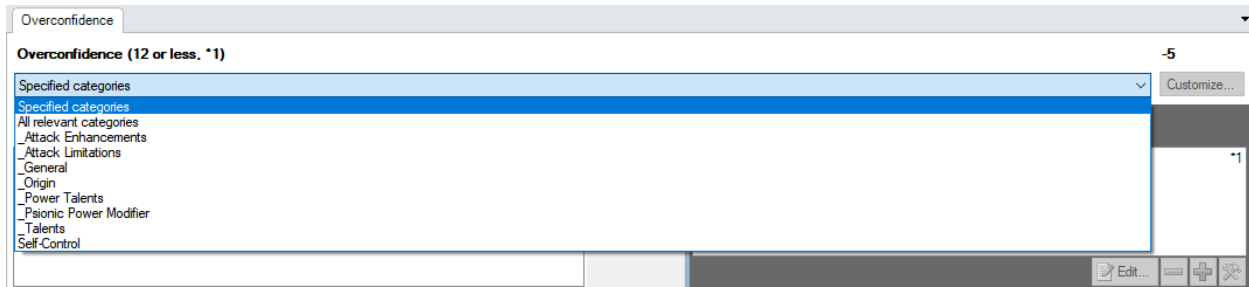 Overconfidence
Overconfidence (12 or less, *1)
-5
Specified categories
Customize...
Specified categories
All relevant categories
_Attack Enhancements
_Attack Limitations
_General
_Origin
_Power Talents
_Psionic Power Modifier
_Talents
Self-Control
*1
Edit...